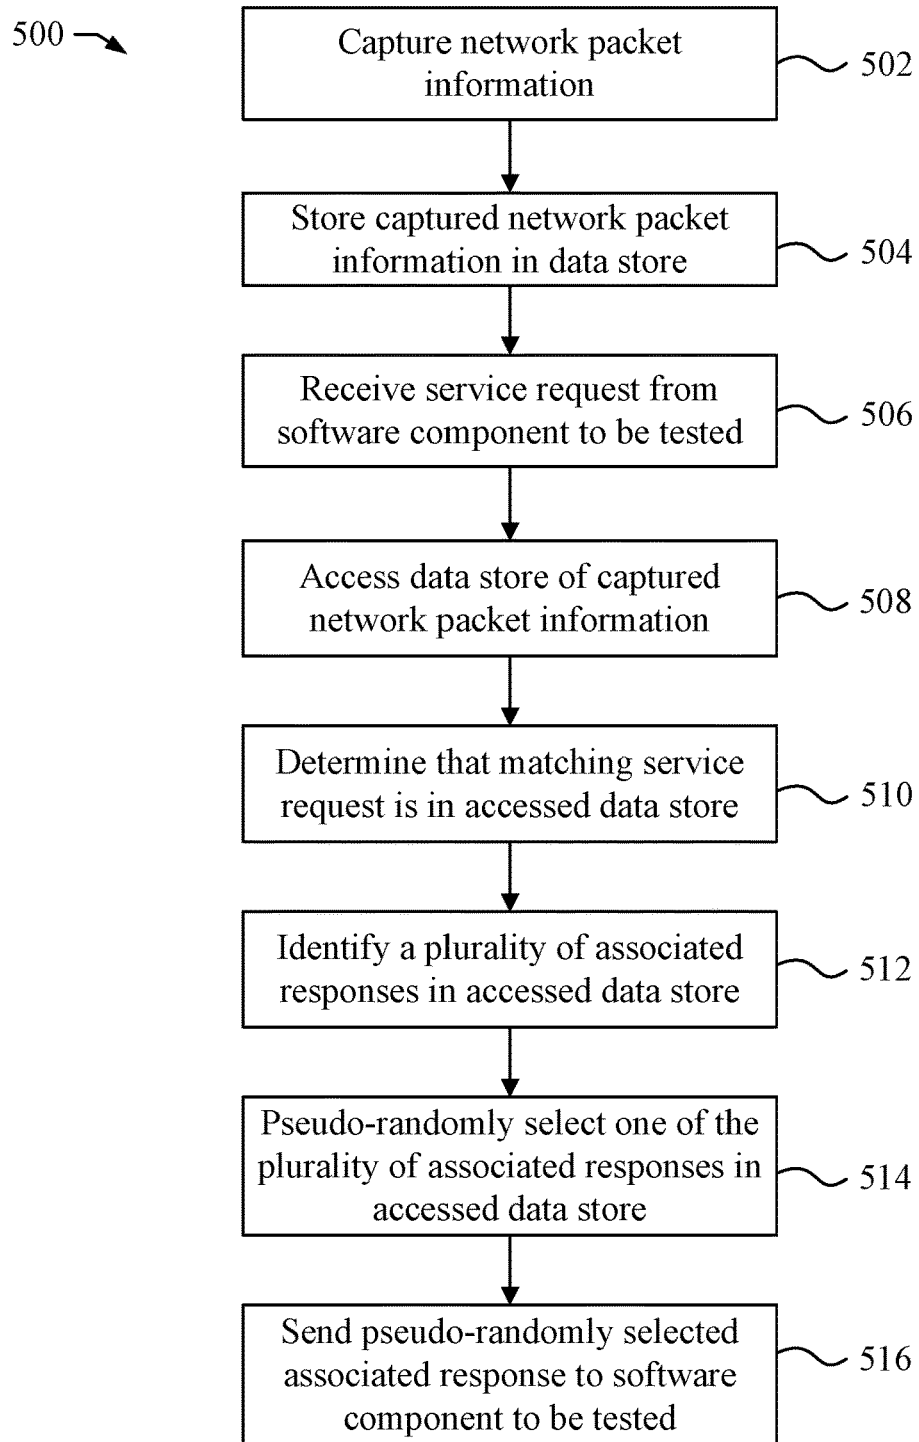 500
Capture network packet
information
502
Store captured network packet
information in data store
504
Receive service request from
software component to be tested
506
Access data store of captured
network packet information
508
Determine that matching service
request is in accessed data store
510
Identify a plurality of associated
responses in accessed data store
512
Pseudo-randomly select one of the
plurality of associated responses in
accessed data store
514
Send pseudo-randomly selected
associated response to software
component to be tested
516